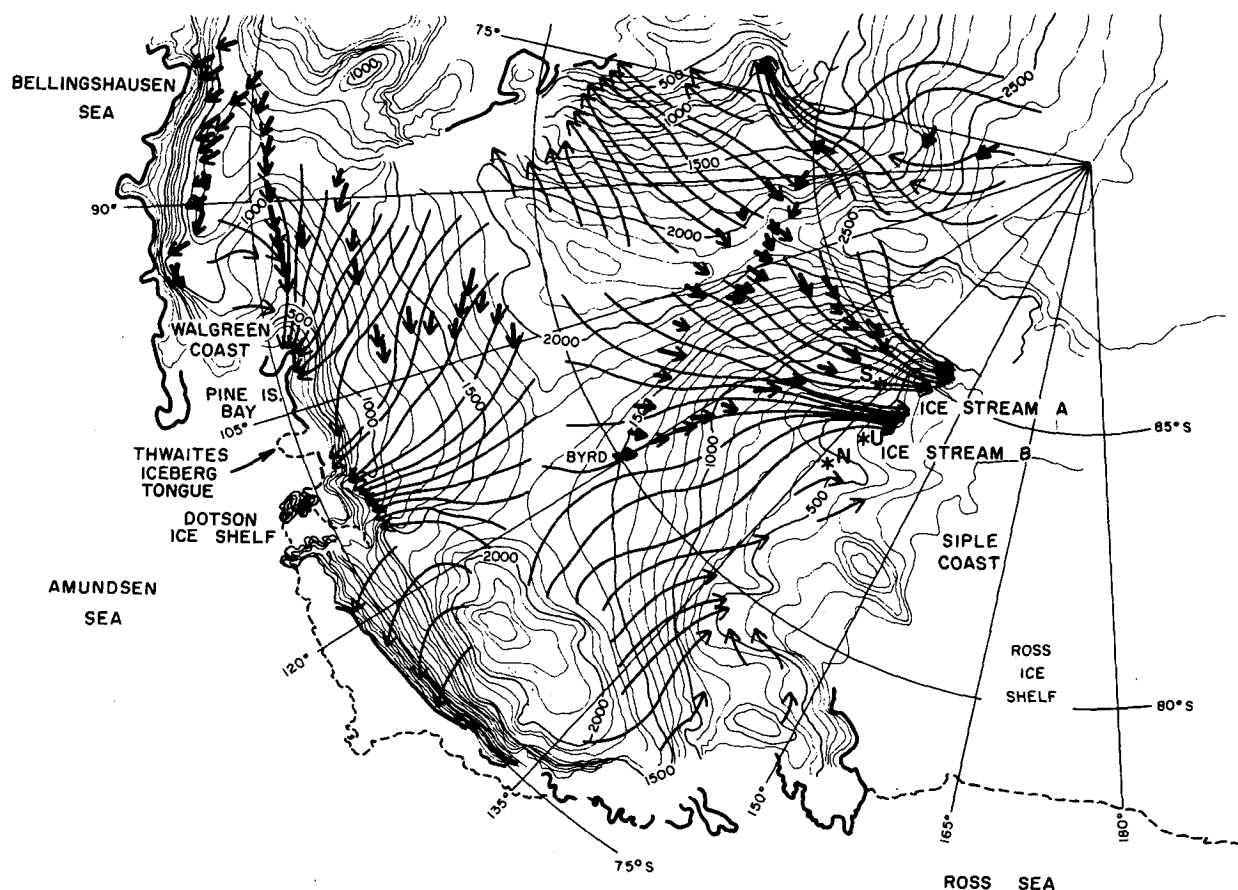 75°
1000
500
2500
BELLINGSHAUSEN
SEA
1000
1500
90°
1000
2000
2500
500
WALGREEN
COAST
2000
PINE IS.
BAY
1000
1500
S
105°
ICE STREAM A
THWAITES
ICEBERG
TONGUE
BYRD
1500
1000
*U
ICE STREAM B
85°S
*N
500
DOTSON
ICE SHELF
2000
SIPLE
COAST
AMUNDSEN
SEA
120°
ROSS
ICE
SHELF
80°S
2000
1500
135°
150°
165°
180°
75°S
ROSS SEA